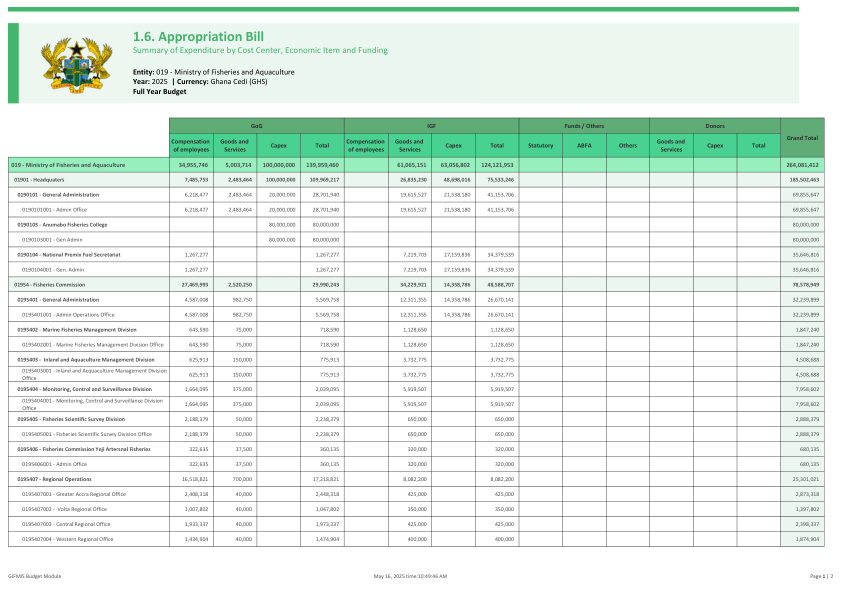 1.6. Appropriation Bill
Summary of Expenditure by Cost Center, Economic Item and Funding
Entity: 019 - Ministry of Fisheries and Aquaculture
Year: 2025 | Currency: Ghana Cedi (GHS)
Full Year Budget
GoG IGF Funds / Others Donors Grand Total
Compensation of employees Goods and Services Capex Total Compensation of employees Goods and Services Capex Total Statutory ABFA Others Goods and Services Capex Total
019 - Ministry of Fisheries and Aquaculture 34,955,746 5,003,714 100,000,000 139,959,460 61,065,151 63,056,802 124,121,953 264,081,412
01901 - Headquaters 7,485,753 2,483,464 100,000,000 109,969,217 26,835,230 48,698,016 75,533,246 185,502,463
0190101 - General Administration 6,218,477 2,483,464 20,000,000 28,701,940 19,615,527 21,538,180 41,153,706 69,855,647
0190101001 - Admin Office 6,218,477 2,483,464 20,000,000 28,701,940 19,615,527 21,538,180 41,153,706 69,855,647
0190103 - Anumabo Fisheries College 80,000,000 80,000,000 80,000,000
0190103001 - Gen Admin 80,000,000 80,000,000 80,000,000
0190104 - National Premix Fuel Secretariat 1,267,277 1,267,277 7,219,703 27,159,836 34,379,539 35,646,816
0190104001 - Gen. Admin 1,267,277 1,267,277 7,219,703 27,159,836 34,379,539 35,646,816
01954 - Fisheries Commission 27,469,993 2,520,250 29,990,243 34,229,921 14,358,786 48,588,707 78,578,949
0195401 - General Administration 4,587,008 982,750 5,569,758 12,311,355 14,358,786 26,670,141 32,239,899
0195401001 - Admin Operations Office 4,587,008 982,750 5,569,758 12,311,355 14,358,786 26,670,141 32,239,899
0195402 - Marine Fisheries Management Division 643,590 75,000 718,590 1,128,650 1,128,650 1,847,240
0195402001 - Marine Fisheries Management Division Office 643,590 75,000 718,590 1,128,650 1,128,650 1,847,240
0195403 - Inland and Aquaculture Management Division 625,913 150,000 775,913 3,732,775 3,732,775 4,508,688
0195403001 - Inland and Acquaculture Management Division Office 625,913 150,000 775,913 3,732,775 3,732,775 4,508,688
0195404 - Monitoring, Control and Surveillance Division 1,664,095 375,000 2,039,095 5,919,507 5,919,507 7,958,602
0195404001 - Monitoring, Control and Surveillance Division Office 1,664,095 375,000 2,039,095 5,919,507 5,919,507 7,958,602
0195405 - Fisheries Scientific Survey Division 2,188,379 50,000 2,238,379 650,000 650,000 2,888,379
0195405001 - Fisheries Scientific Survey Division Office 2,188,379 50,000 2,238,379 650,000 650,000 2,888,379
0195406 - Fisheries Commission Yeji Artersnal Fisheries 322,635 37,500 360,135 320,000 320,000 680,135
0195406001 - Admin Office 322,635 37,500 360,135 320,000 320,000 680,135
0195407 - Regional Operations 16,518,821 700,000 17,218,821 8,082,200 8,082,200 25,301,021
0195407001 - Greater Accra Regional Office 2,408,318 40,000 2,448,318 425,000 425,000 2,873,318
0195407002 - Volta Regional Office 1,007,802 40,000 1,047,802 350,000 350,000 1,397,802
0195407003 - Central Regional Office 1,933,337 40,000 1,973,337 425,000 425,000 2,398,337
0195407004 - Western Regional Office 1,434,904 40,000 1,474,904 400,000 400,000 1,874,904
GIFMIS Budget Module May 16, 2025 time:10:49:46 AM Page 1 | 2